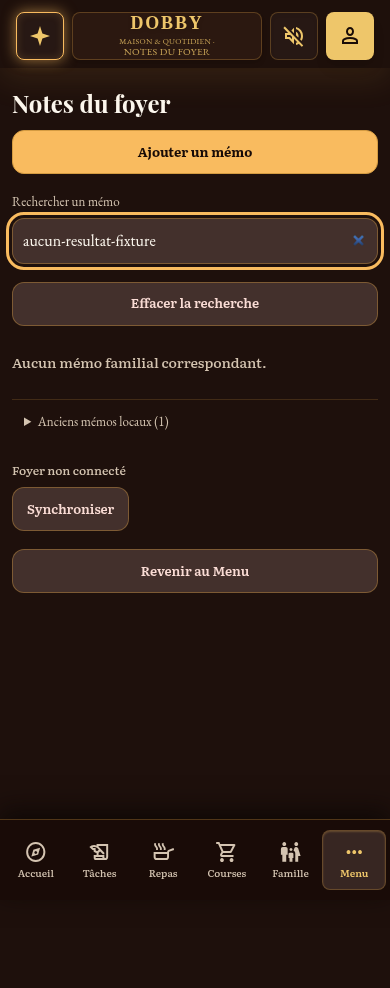 DOBBY
MAISON & QUOTIDIEN ·
NOTES DU FOYER
Notes du foyer
Ajouter un mémo
Rechercher un mémo
aucun-resultat-fixture
Effacer la recherche
Aucun mémo familial correspondant.
Anciens mémos locaux (1)
Foyer non connecté
Synchroniser
Revenir au Menu
Accueil
Tâches
Repas
Courses
Famille
Menu